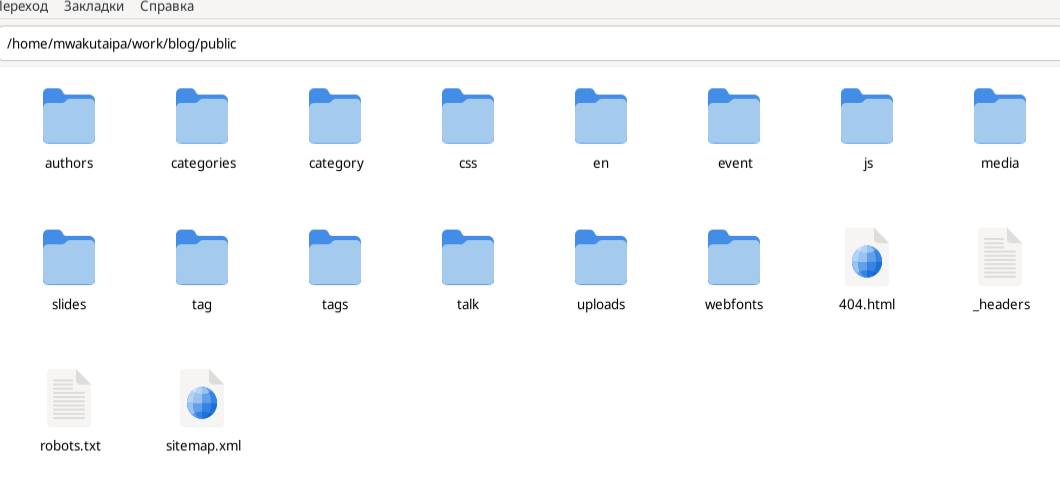 Переход Закладки Справка
/home/mwakutaipa/work/blog/public
authors categories category css en event js media
slides tag tags talk uploads webfonts 404.html _headers
robots.txt sitemap.xml